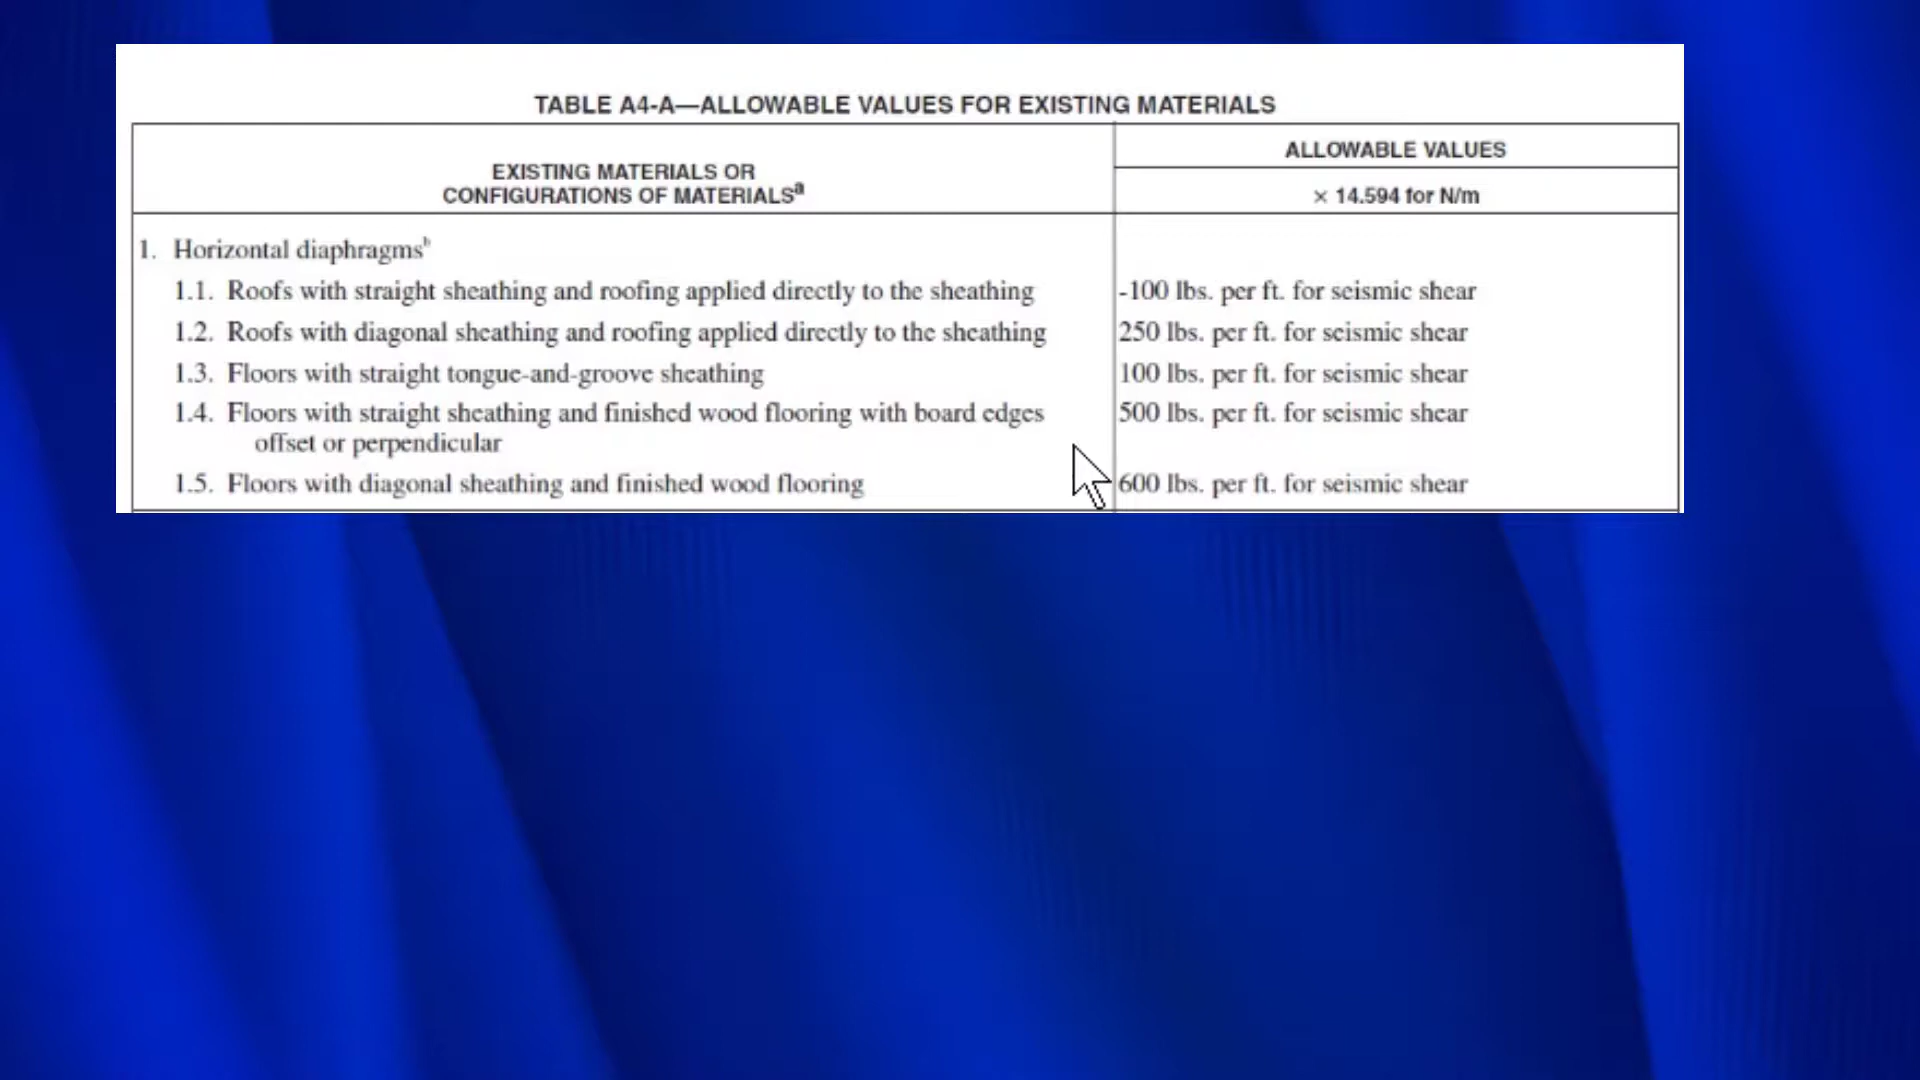 TABLE A4-A—ALLOWABLE VALUES FOR EXISTING MATERIALS
EXISTING MATERIALS OR
CONFIGURATIONS OF MATERIALSª
ALLOWABLE VALUES
× 14.594 for N/m
1. Horizontal diaphragmsᵇ
1.1. Roofs with straight sheathing and roofing applied directly to the sheathing -100 lbs. per ft. for seismic shear
1.2. Roofs with diagonal sheathing and roofing applied directly to the sheathing 250 lbs. per ft. for seismic shear
1.3. Floors with straight tongue-and-groove sheathing 100 lbs. per ft. for seismic shear
1.4. Floors with straight sheathing and finished wood flooring with board edges 500 lbs. per ft. for seismic shear
offset or perpendicular
1.5. Floors with diagonal sheathing and finished wood flooring 600 lbs. per ft. for seismic shear